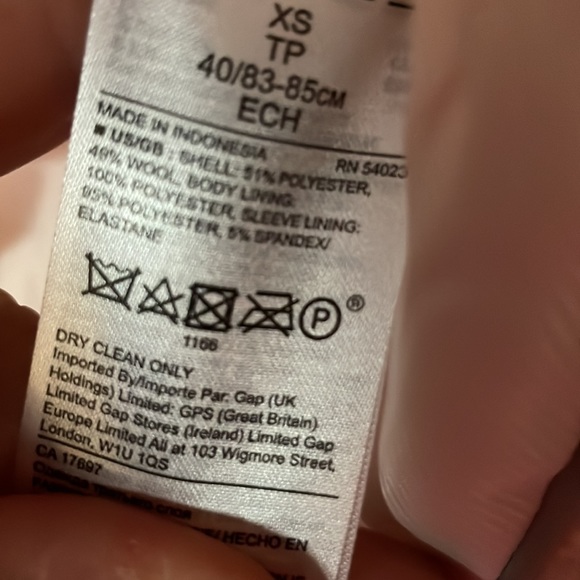 XS
TP
40/83-85CM
ECH
MADE IN INDONESIA
RN 54023
US/GB : SHELL: 51% POLYESTER,
49% WOOL, BODY LINING:
100% POLYESTER, SLEEVE LINING:
95% POLYESTER, 5% SPANDEX/
ELASTANE
P ®
1166
DRY CLEAN ONLY
Imported By/Importe Par: Gap (UK
Holdings) Limited: GPS (Great Britain)
Limited Gap Stores (Ireland) Limited Gap
Europe Limited All at 103 Wigmore Street,
London, W1U 1QS
CA 17697
HECHO EN